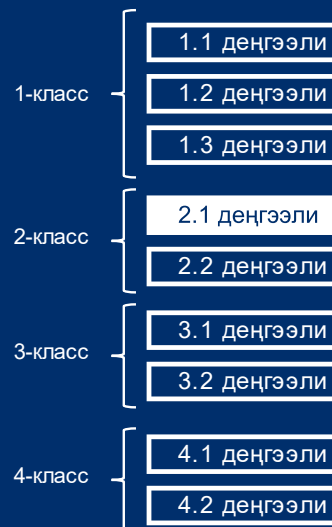 1-класс
1.1 деңгээли
1.2 деңгээли
1.3 деңгээли
2-класс
2.1 деңгээли
2.2 деңгээли
3-класс
3.1 деңгээли
3.2 деңгээли
4-класс
4.1 деңгээли
4.2 деңгээли